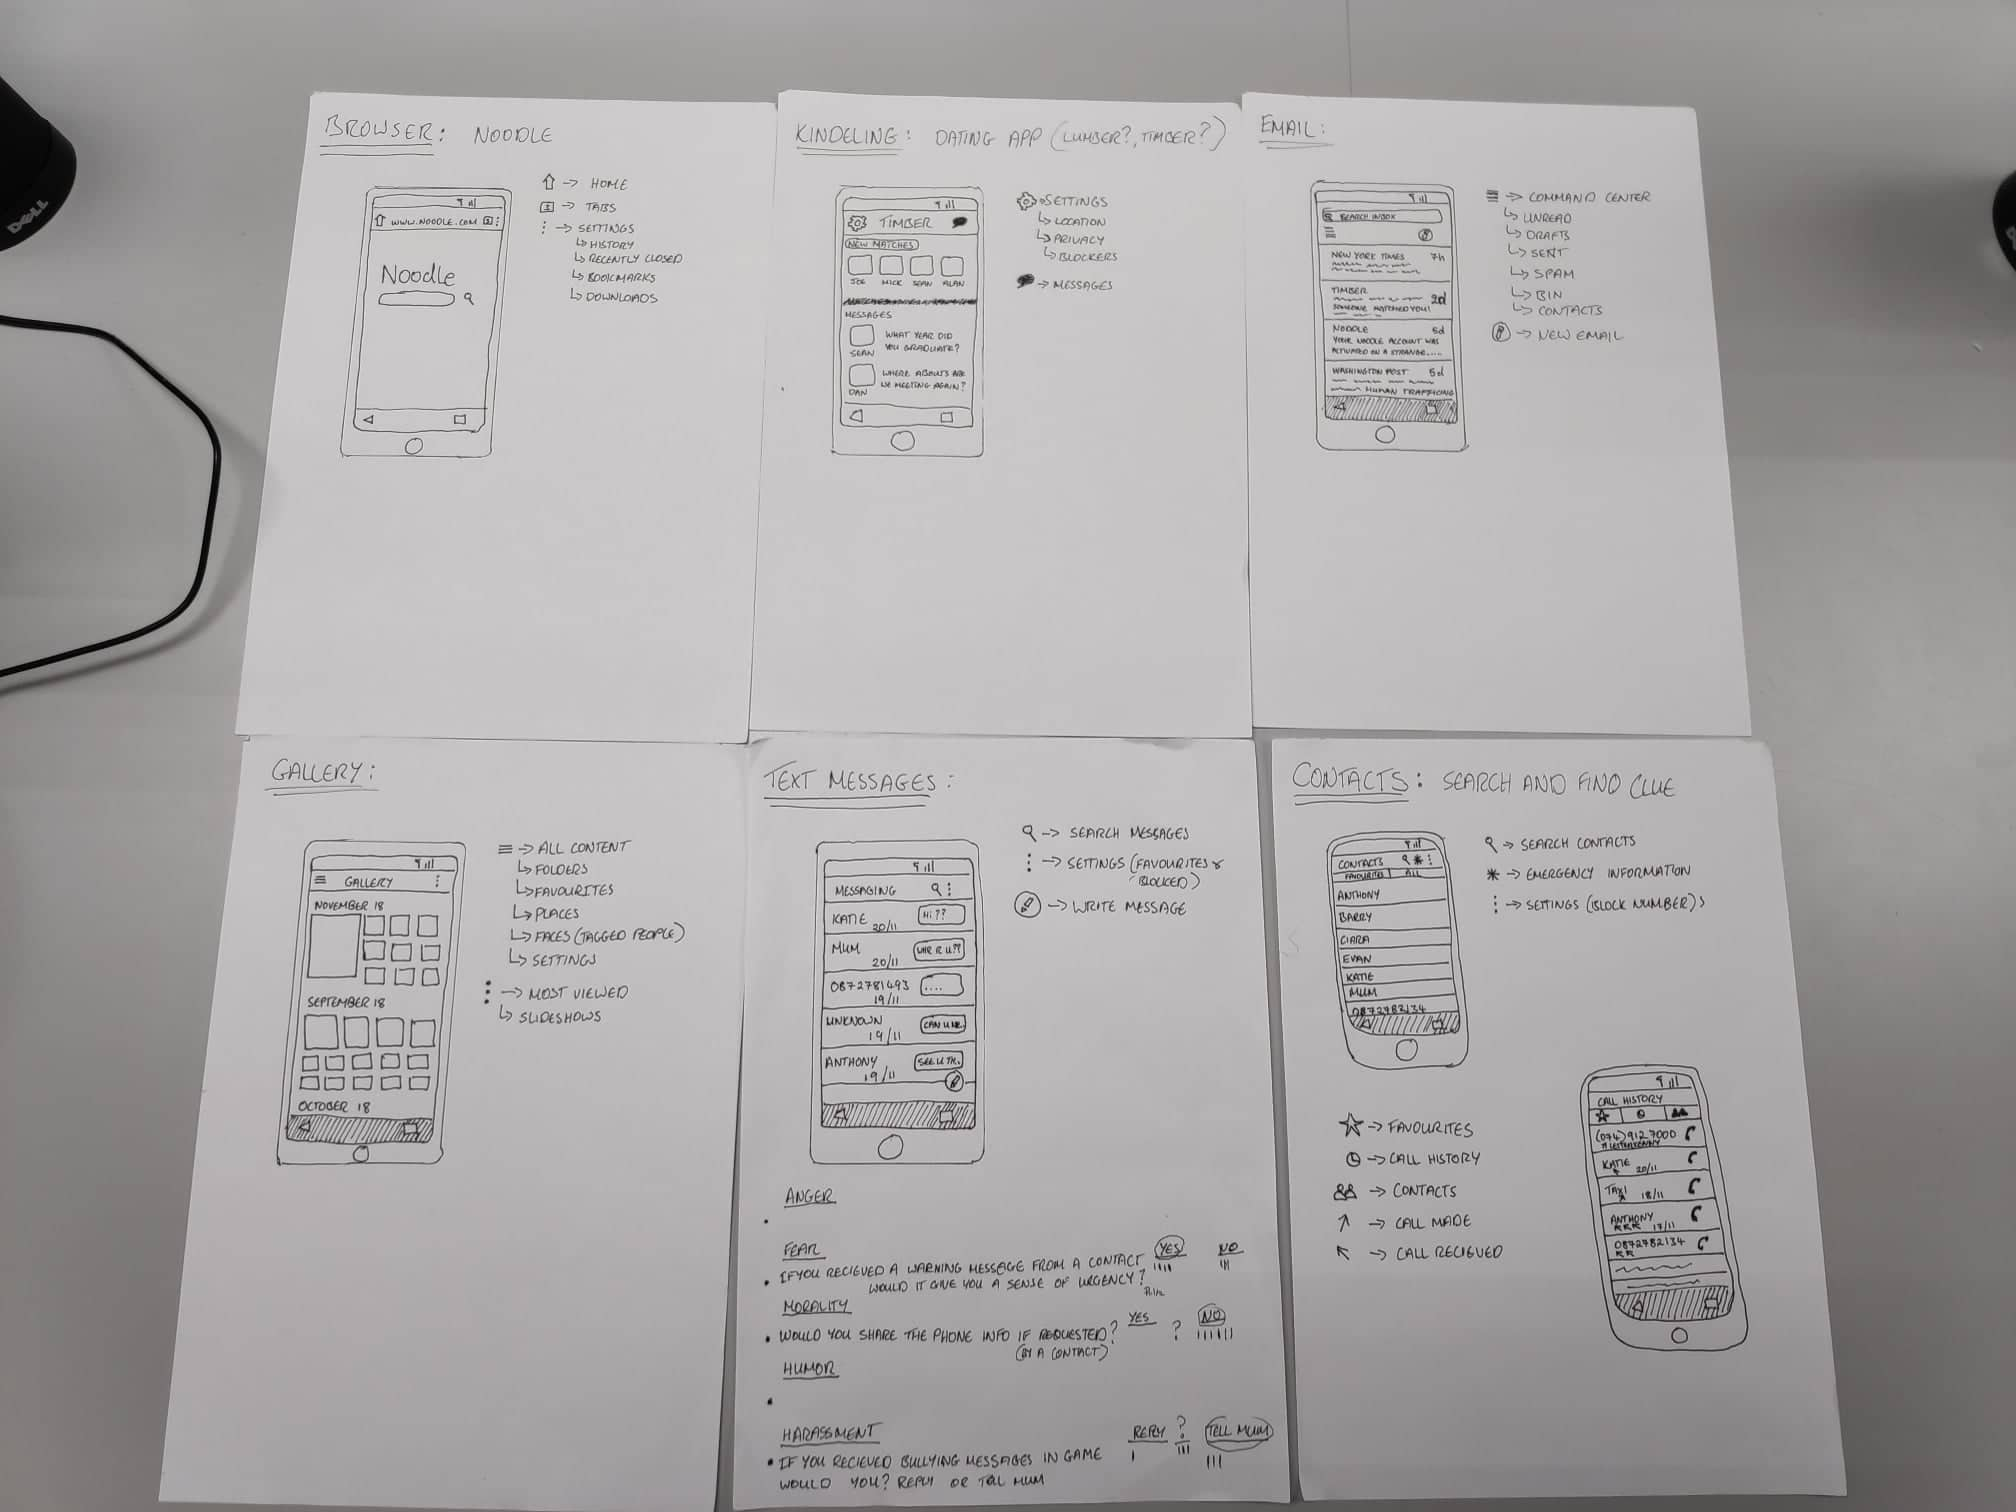 BROWSER: NOODLE
⇧ → HOME
→ TABS
⋮ → SETTINGS
↳ HISTORY
↳ RECENTLY CLOSED
↳ BOOKMARKS
↳ DOWNLOADS
WWW.NOODLE.COM
Noodle
KINDELING: DATING APP (LUMBER?, TIMBER?)
SETTINGS
↳ LOCATION
↳ PRIVACY
↳ BLOCKERS
→ MESSAGES
TIMBER
NEW MATCHES
JOE MICK SEAN ALAN
MESSAGES
WHAT YEAR DID
YOU GRADUATE?
SEAN
WHERE ABOUTS ARE
WE MEETING AGAIN?
DAN
EMAIL:
→ COMMAND CENTER
↳ UNREAD
↳ DRAFTS
↳ SENT
↳ SPAM
↳ BIN
↳ CONTACTS
→ NEW EMAIL
SEARCH INBOX
NEW YORK TIMES 7h
TIMBER 2d
SOMEONE MATCHED YOU!
NOODLE 5d
YOUR NOODLE ACCOUNT WAS
ACTIVATED ON A STRANGE.....
WASHINGTON POST 5d
HUMAN TRAFFICING
GALLERY:
→ ALL CONTENT
↳ FOLDERS
↳ FAVOURITES
↳ PLACES
↳ FACES (TAGGED PEOPLE)
↳ SETTINGS
⋮ → MOST VIEWED
↳ SLIDESHOWS
GALLERY
NOVEMBER 18
SEPTEMBER 18
OCTOBER 18
TEXT MESSAGES:
→ SEARCH MESSAGES
⋮ → SETTINGS (FAVOURITES &
BLOCKED)
→ WRITE MESSAGE
MESSAGING
KATIE Hi??
20/11
MUM WHR R U??
20/11
0872781493 ....
19/11
UNKNOWN CAN U ME.
19/11
ANTHONY SEE U TH.
19/11
ANGER
•
FEAR YES NO
• IF YOU RECIEVED A WARNING MESSAGE FROM A CONTACT
WOULD IT GIVE YOU A SENSE OF URGENCY?
MORALITY YES ? NO
• WOULD YOU SHARE THE PHONE INFO IF REQUESTED?
(BY A CONTACT)
HUMOR
•
HARASSMENT REPLY ? TELL MUM
• IF YOU RECIEVED BULLYING MESSAGES IN GAME
WOULD YOU? REPLY OR TELL MUM
CONTACTS: SEARCH AND FIND CLUE
→ SEARCH CONTACTS
✱ → EMERGENCY INFORMATION
⋮ → SETTINGS (BLOCK NUMBER)
CONTACTS
FAVOURITES ALL
ANTHONY
BARRY
CIARA
EVAN
KATIE
MUM
0872782134
☆ → FAVOURITES
→ CALL HISTORY
→ CONTACTS
↗ → CALL MADE
↖ → CALL RECIEVED
CALL HISTORY
(074) 912 7000
LETTERKENNY
KATIE 20/11
TAXI 18/11
ANTHONY 17/11
0872782134
DELL